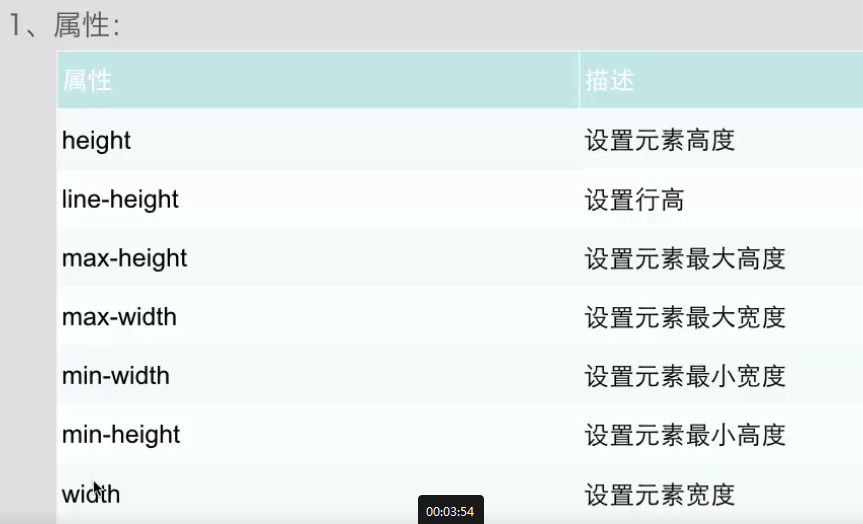 1、属性：
属性 描述
height 设置元素高度
line-height 设置行高
max-height 设置元素最大高度
max-width 设置元素最大宽度
min-width 设置元素最小宽度
min-height 设置元素最小高度
width 设置元素宽度
00:03:54